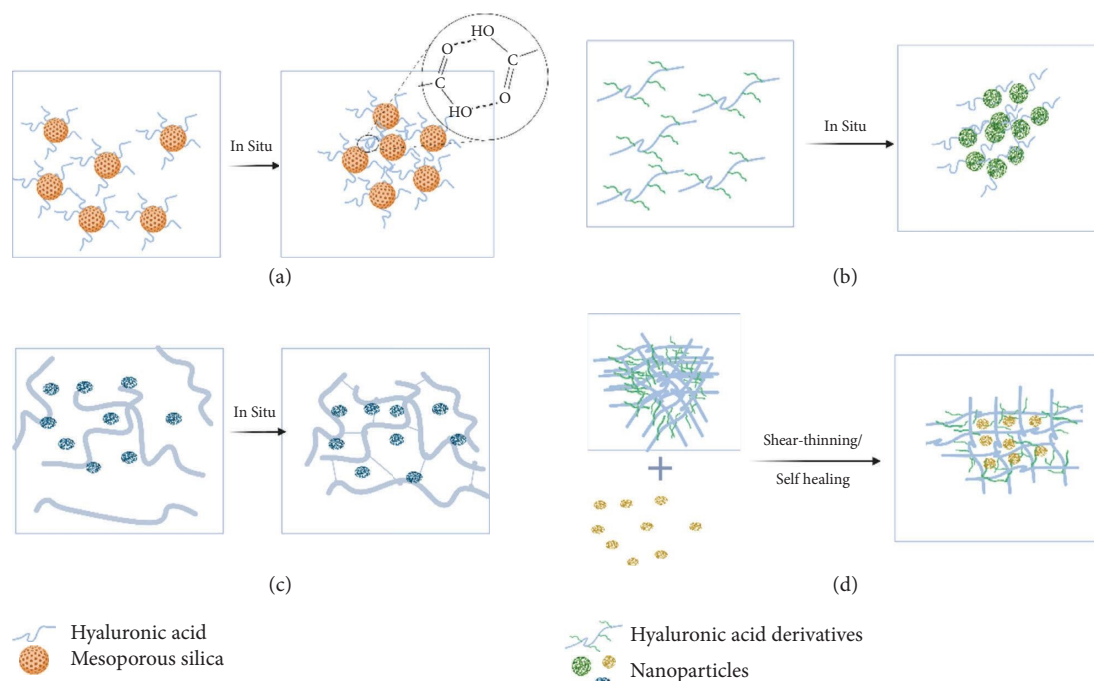 HO
O
C
C
O
HO
In Situ
(a)
In Situ
(b)
In Situ
(c)
Shear-thinning/
Self healing
(d)
Hyaluronic acid
Mesoporous silica
Hyaluronic acid derivatives
Nanoparticles